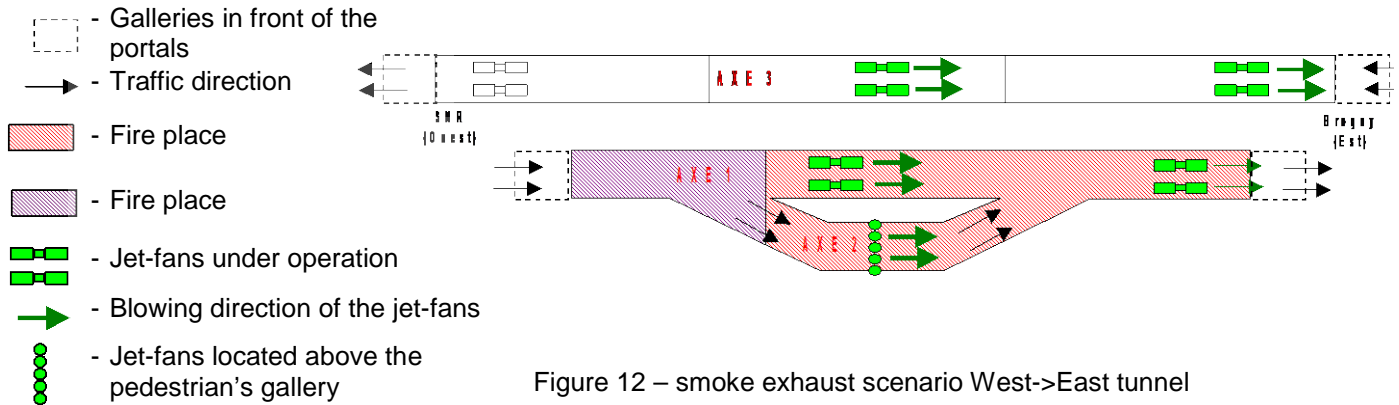 - Galleries in front of the
portals
- Traffic direction
- Fire place
- Fire place
- Jet-fans under operation
- Blowing direction of the jet-fans
- Jet-fans located above the
pedestrian's gallery
AXE 3
(Ouest)
(Est)
AXE 1
AXE 2
Figure 12 – smoke exhaust scenario West->East tunnel